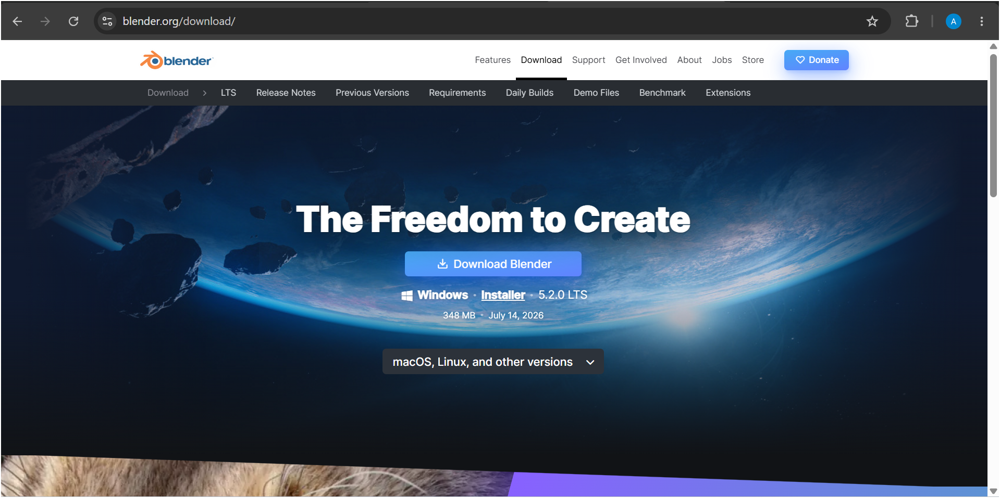 blender.org/download/
A
blender™
Features Download Support Get Involved About Jobs Store Donate
Download LTS Release Notes Previous Versions Requirements Daily Builds Demo Files Benchmark Extensions
The Freedom to Create
Download Blender
Windows · Installer · 5.2.0 LTS
348 MB · July 14, 2026
macOS, Linux, and other versions